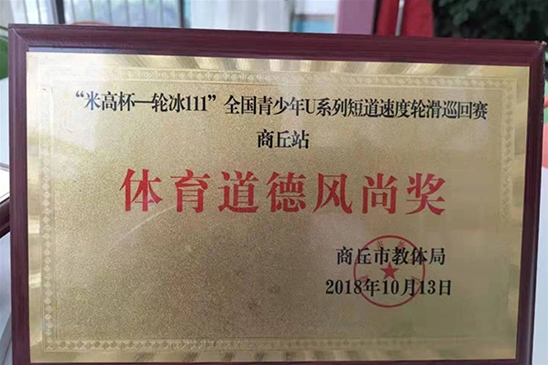 “米高杯—轮冰111”全国青少年U系列短道速度轮滑巡回赛
商丘站
体育道德风尚奖
商丘市教体局
2018年10月13日